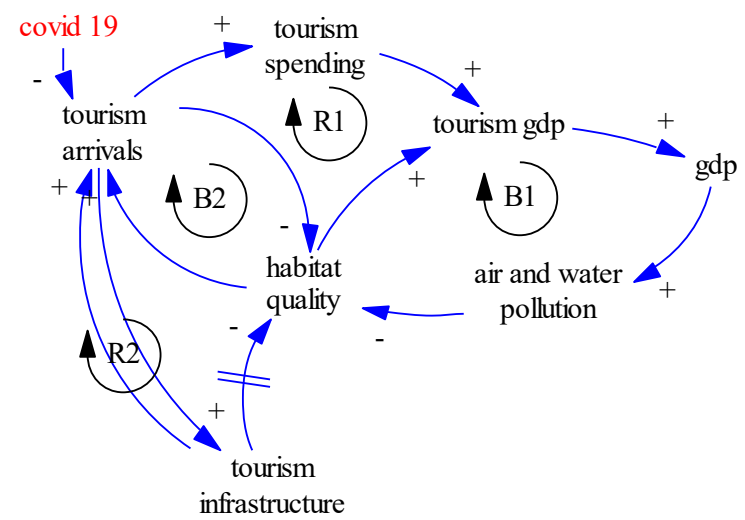 covid 19
-
+
tourism
spending
+
tourism
arrivals
R1
tourism gdp
+
gdp
+
+
B2
-
+
B1
habitat
quality
air and water
pollution
+
-
-
R2
+
tourism
infrastructure